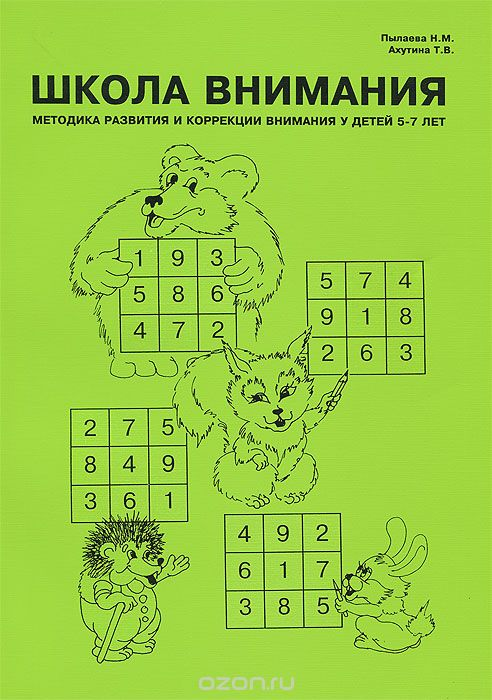 Пылаева Н.М.
Ахутина Т.В.
ШКОЛА ВНИМАНИЯ
МЕТОДИКА РАЗВИТИЯ И КОРРЕКЦИИ ВНИМАНИЯ У ДЕТЕЙ 5-7 ЛЕТ
1 9 3
5 8 6
4 7 2
5 7 4
9 1 8
2 6 3
2 7 5
8 4 9
3 6 1
4 9 2
6 1 7
3 8 5
ozon.ru